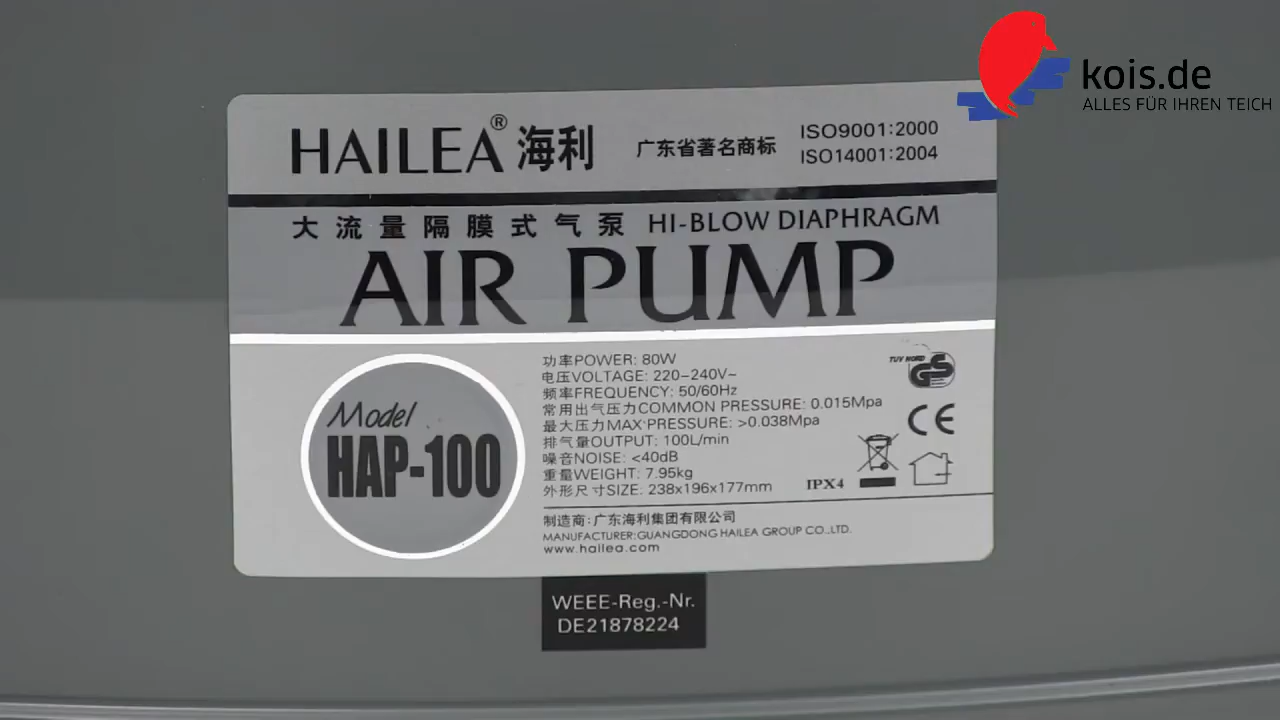 kois.de
ALLES FÜR IHREN TEICH
HAILEA® 海利 广东省著名商标
ISO9001:2000
ISO14001:2004
大流量隔膜式气泵 HI-BLOW DIAPHRAGM
AIR PUMP
Model
HAP-100
功率POWER: 80W
电压VOLTAGE: 220-240V~
频率FREQUENCY: 50/60Hz
常用出气压力COMMON PRESSURE: 0.015Mpa
最大压力MAX·PRESSURE: >0.038Mpa
排气量OUTPUT: 100L/min
噪音NOISE: <40dB
重量WEIGHT: 7.95kg
外形尺寸SIZE: 238x196x177mm
TUV NORD
GS
CE
IPX4
制造商:广东海利集团有限公司
MANUFACTURER:GUANGDONG HAILEA GROUP CO.,LTD.
www.hailea.com
WEEE-Reg.-Nr.
DE21878224